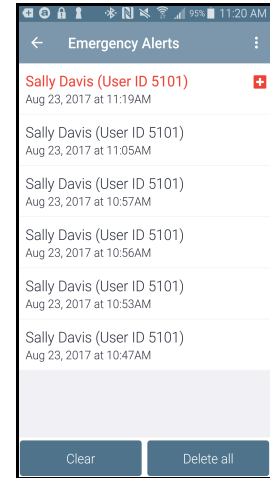 95% 11:20 AM
Emergency Alerts
Sally Davis (User ID 5101)
Aug 23, 2017 at 11:19AM
Sally Davis (User ID 5101)
Aug 23, 2017 at 11:05AM
Sally Davis (User ID 5101)
Aug 23, 2017 at 10:57AM
Sally Davis (User ID 5101)
Aug 23, 2017 at 10:56AM
Sally Davis (User ID 5101)
Aug 23, 2017 at 10:53AM
Sally Davis (User ID 5101)
Aug 23, 2017 at 10:47AM
Clear Delete all